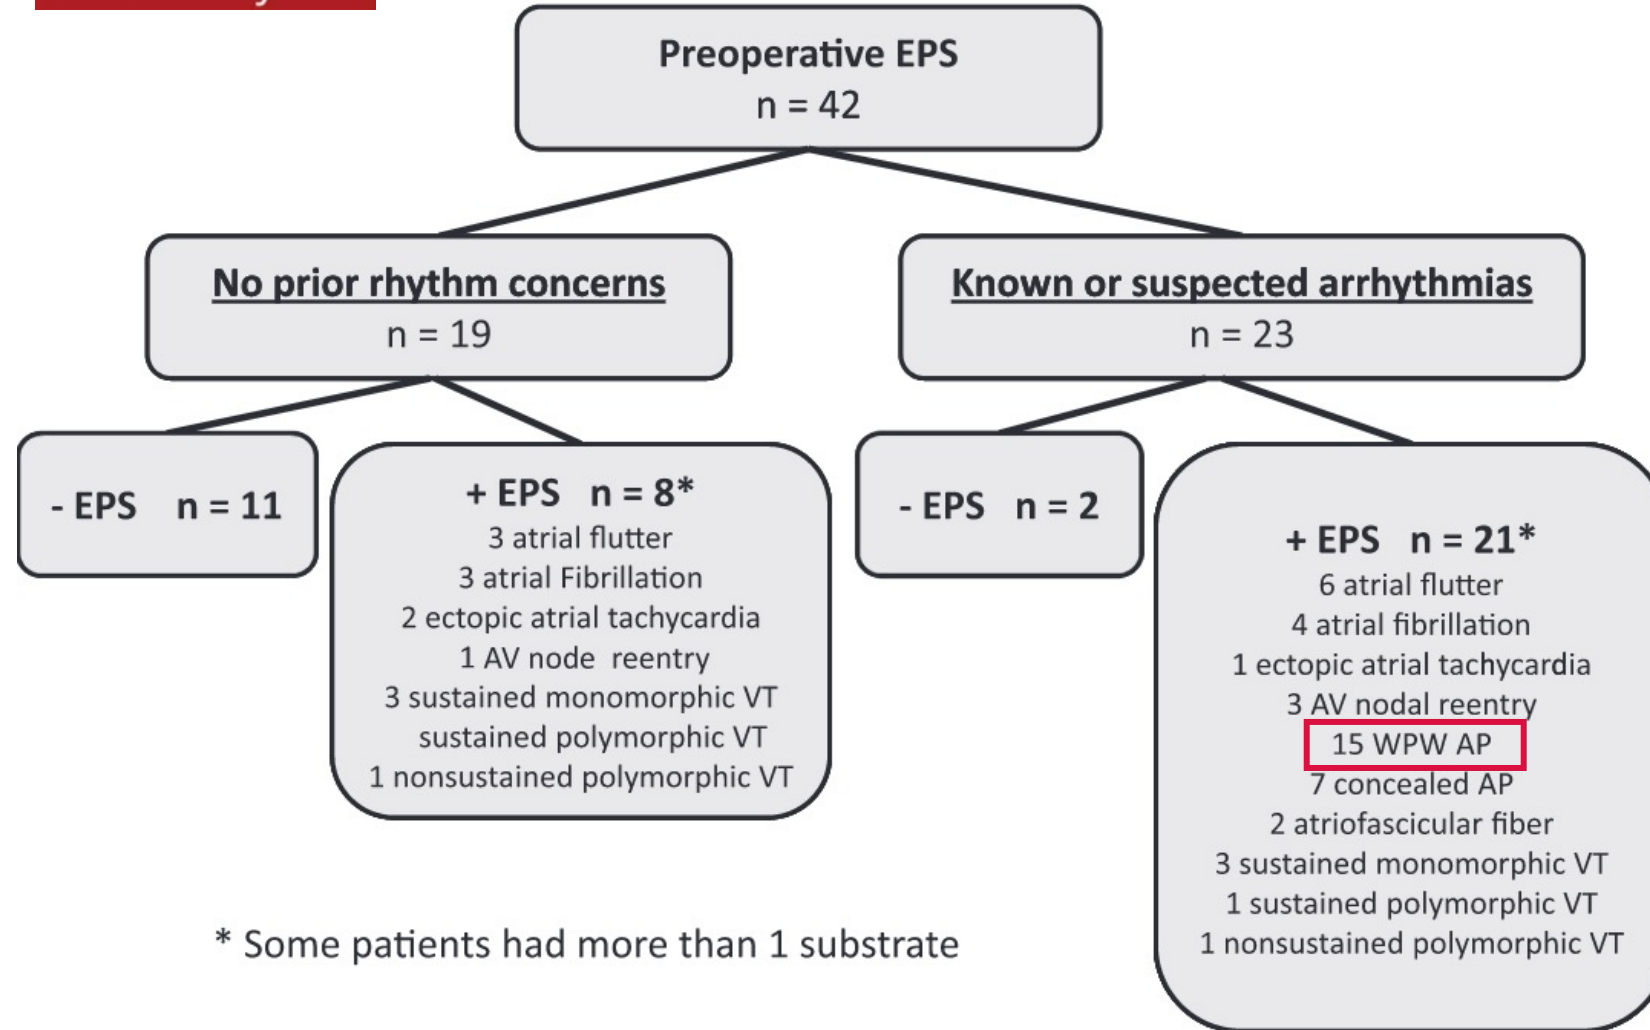 Preoperative EPS
n = 42
No prior rhythm concerns
n = 19
Known or suspected arrhythmias
n = 23
- EPS n = 11
+ EPS n = 8*
3 atrial flutter
3 atrial Fibrillation
2 ectopic atrial tachycardia
1 AV node reentry
3 sustained monomorphic VT
sustained polymorphic VT
1 nonsustained polymorphic VT
- EPS n = 2
+ EPS n = 21*
6 atrial flutter
4 atrial fibrillation
1 ectopic atrial tachycardia
3 AV nodal reentry
15 WPW AP
7 concealed AP
2 atriofascicular fiber
3 sustained monomorphic VT
1 sustained polymorphic VT
1 nonsustained polymorphic VT
* Some patients had more than 1 substrate